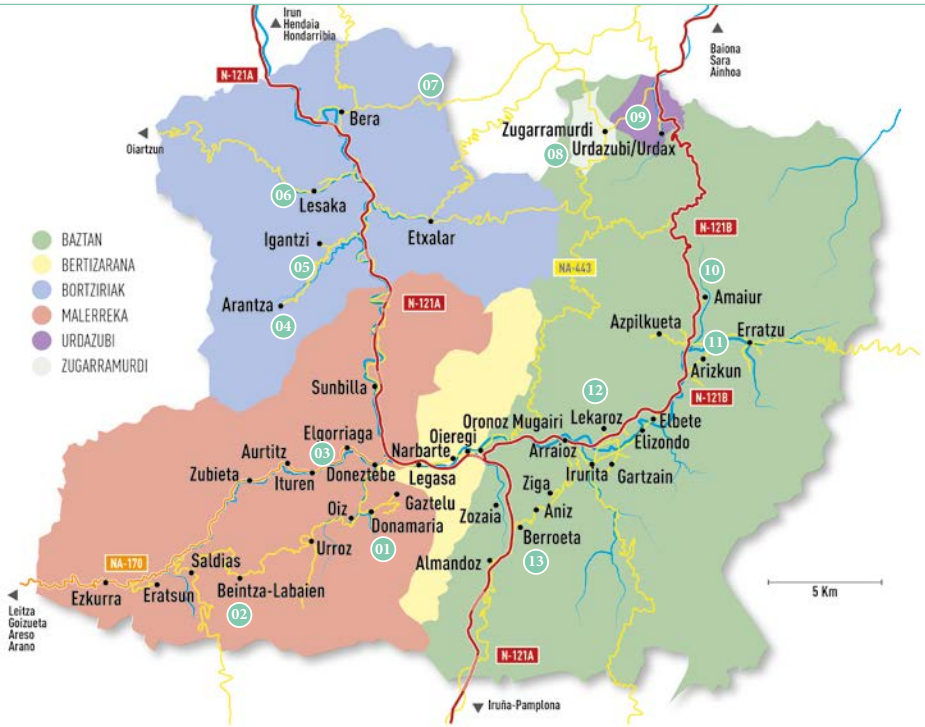 Irun
Hendaia
Hondarribia
Baiona
Sara
Ainhoa
N-121A
07
Bera
09
Zugarramurdi
Urdazubi/Urdax
08
Oiartzun
06
Lesaka
Etxalar
Igantzi
05
N-121B
BAZTAN
BERTIZARANA
BORTZIRIAK
MALERREKA
URDAZUBI
ZUGARRAMURDI
NA-443
10
Amaiur
Arantza
04
N-121A
Azpilkueta
Erratzu
11
Arizkun
Sunbilla
12
N-121B
Lekaroz
Elbete
Oronoz Mugairi
Elizondo
Elgorriaga
Oieregi
Narbarte
Arraioz
Aurtitz
03
Legasa
Irurita
Gartzain
Zubieta
Ituren
Doneztebe
Gaztelu
Ziga
Zozaia
Aniz
Oiz
Donamaria
Berroeta
01
Urroz
13
Almandoz
NA-170
Saldias
Ezkurra
Eratsun
Beintza-Labaien
02
5 Km
Leitza
Goizueta
Areso
Arano
N-121A
Iruña-Pamplona